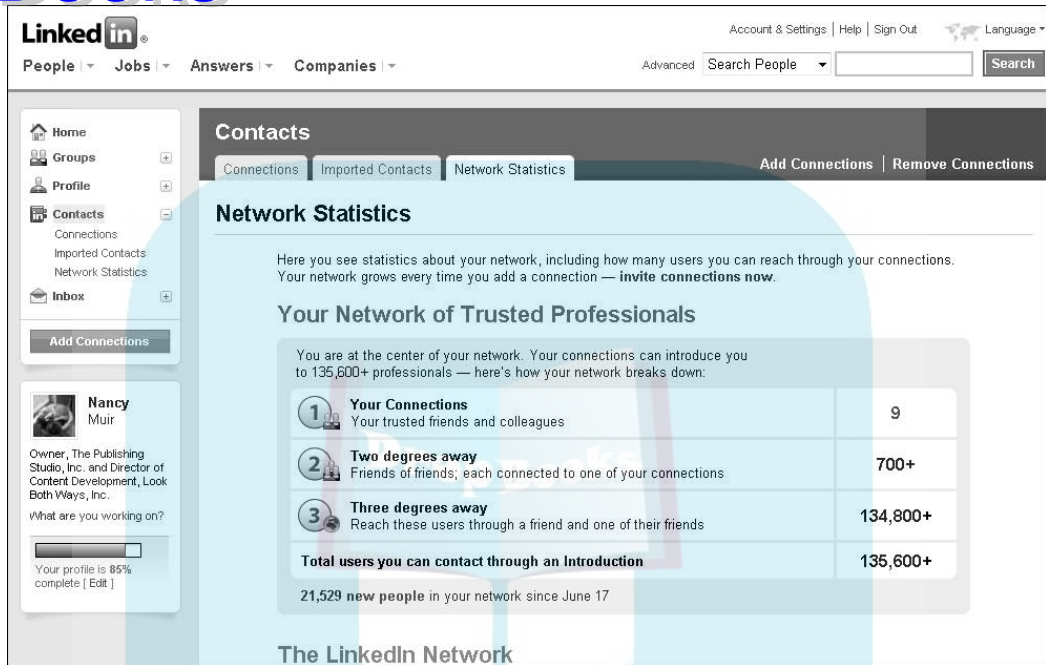 LinkedIn®
Account & Settings | Help | Sign Out Language
People Jobs Answers Companies
Advanced Search People Search
Home
Groups
Profile
Contacts
Connections
Imported Contacts
Network Statistics
Inbox
Add Connections
Nancy
Muir
Owner, The Publishing
Studio, Inc. and Director of
Content Development, Look
Both Ways, Inc.
What are you working on?
Your profile is 85%
complete [ Edit ]
Contacts
Connections Imported Contacts Network Statistics
Add Connections | Remove Connections
Network Statistics
Here you see statistics about your network, including how many users you can reach through your connections.
Your network grows every time you add a connection — invite connections now.
Your Network of Trusted Professionals
You are at the center of your network. Your connections can introduce you
to 135,600+ professionals — here's how your network breaks down:
1 Your Connections 9
Your trusted friends and colleagues
2 Two degrees away 700+
Friends of friends; each connected to one of your connections
3 Three degrees away 134,800+
Reach these users through a friend and one of their friends
Total users you can contact through an Introduction 135,600+
21,529 new people in your network since June 17
The LinkedIn Network